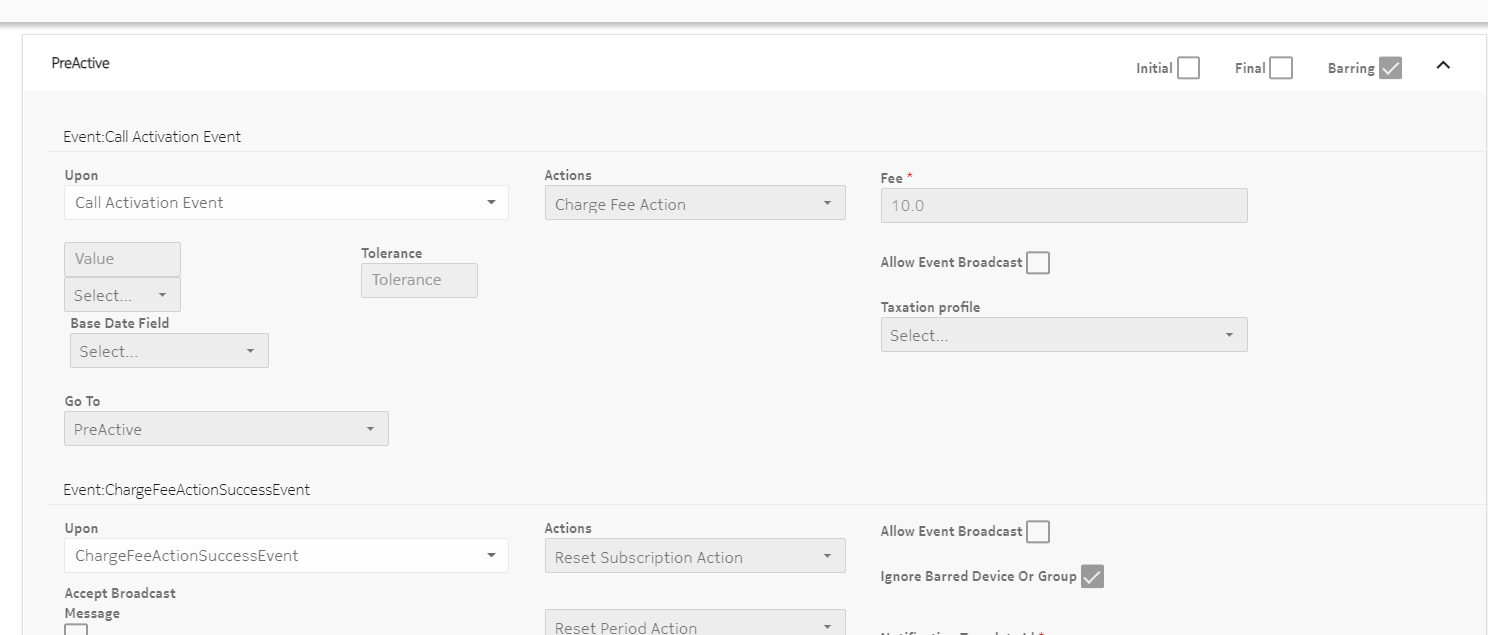 PreActive
Initial
Final
Barring
Event:Call Activation Event
Upon
Actions
Fee *
Call Activation Event
Charge Fee Action
10.0
Value
Tolerance
Tolerance
Allow Event Broadcast
Select...
Base Date Field
Taxation profile
Select...
Select...
Go To
PreActive
Event:ChargeFeeActionSuccessEvent
Upon
Actions
Allow Event Broadcast
ChargeFeeActionSuccessEvent
Reset Subscription Action
Ignore Barred Device Or Group
Accept Broadcast
Message
Reset Period Action